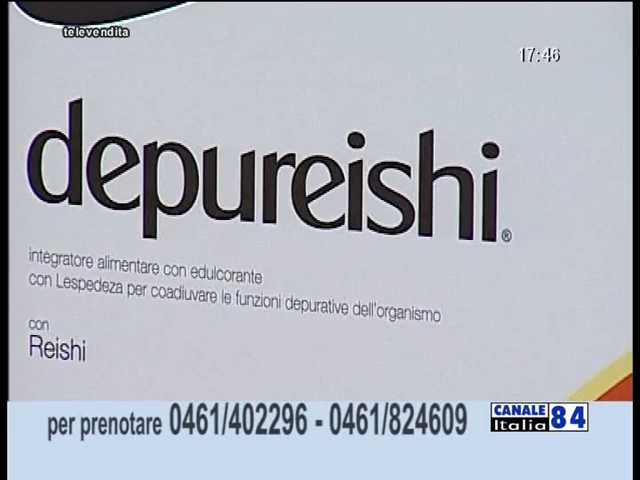 televendita
17:46
depureishi®
integratore alimentare con edulcorante
con Lespedeza per coadiuvare le funzioni depurative dell'organismo
con
Reishi
per prenotare 0461/402296 - 0461/824609
CANALE
Italia 84